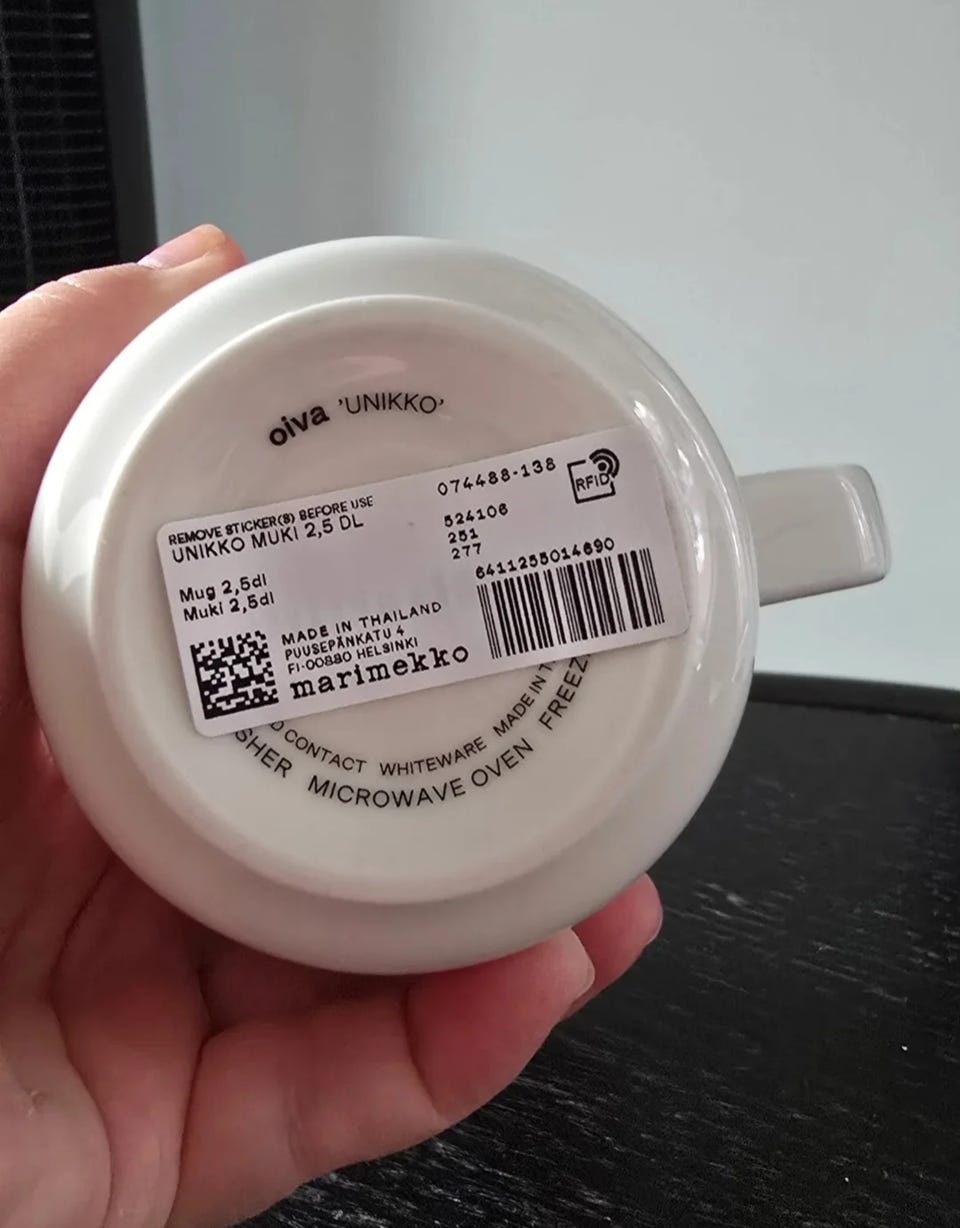 oiva 'UNIKKO'
REMOVE STICKER(S) BEFORE USE
UNIKKO MUKI 2,5 DL
074488-138
RFID
524106
251
277
Mug 2,5dl
Muki 2,5dl
6411255014690
MADE IN THAILAND
PUUSEPÄNKATU 4
FI-00880 HELSINKI
marimekko
CONTACT WHITEWARE MADE IN
MICROWAVE OVEN